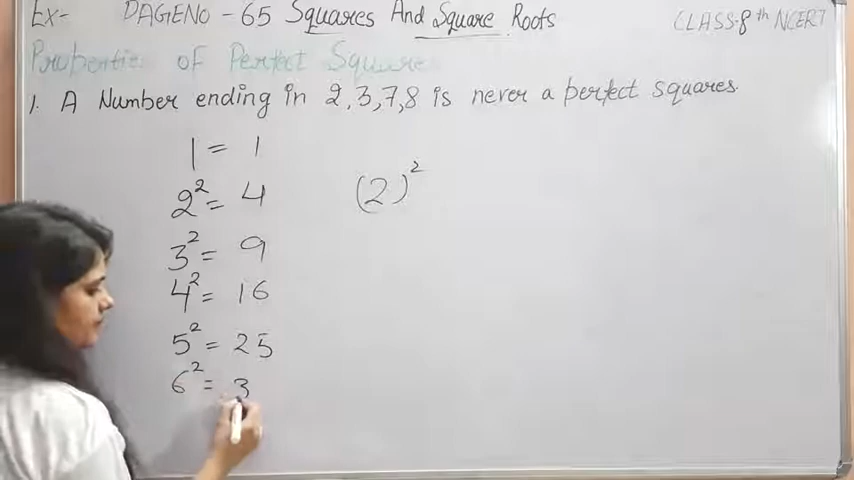 Ex- PAGENO - 65 Squares And Square Roots CLASS-8th NCERT
Properties of Perfect Square
1. A Number ending in 2,3,7,8 is never a perfect squares.
1 = 1
2² = 4 (2)²
3² = 9
4² = 16
5² = 25
6² = 3